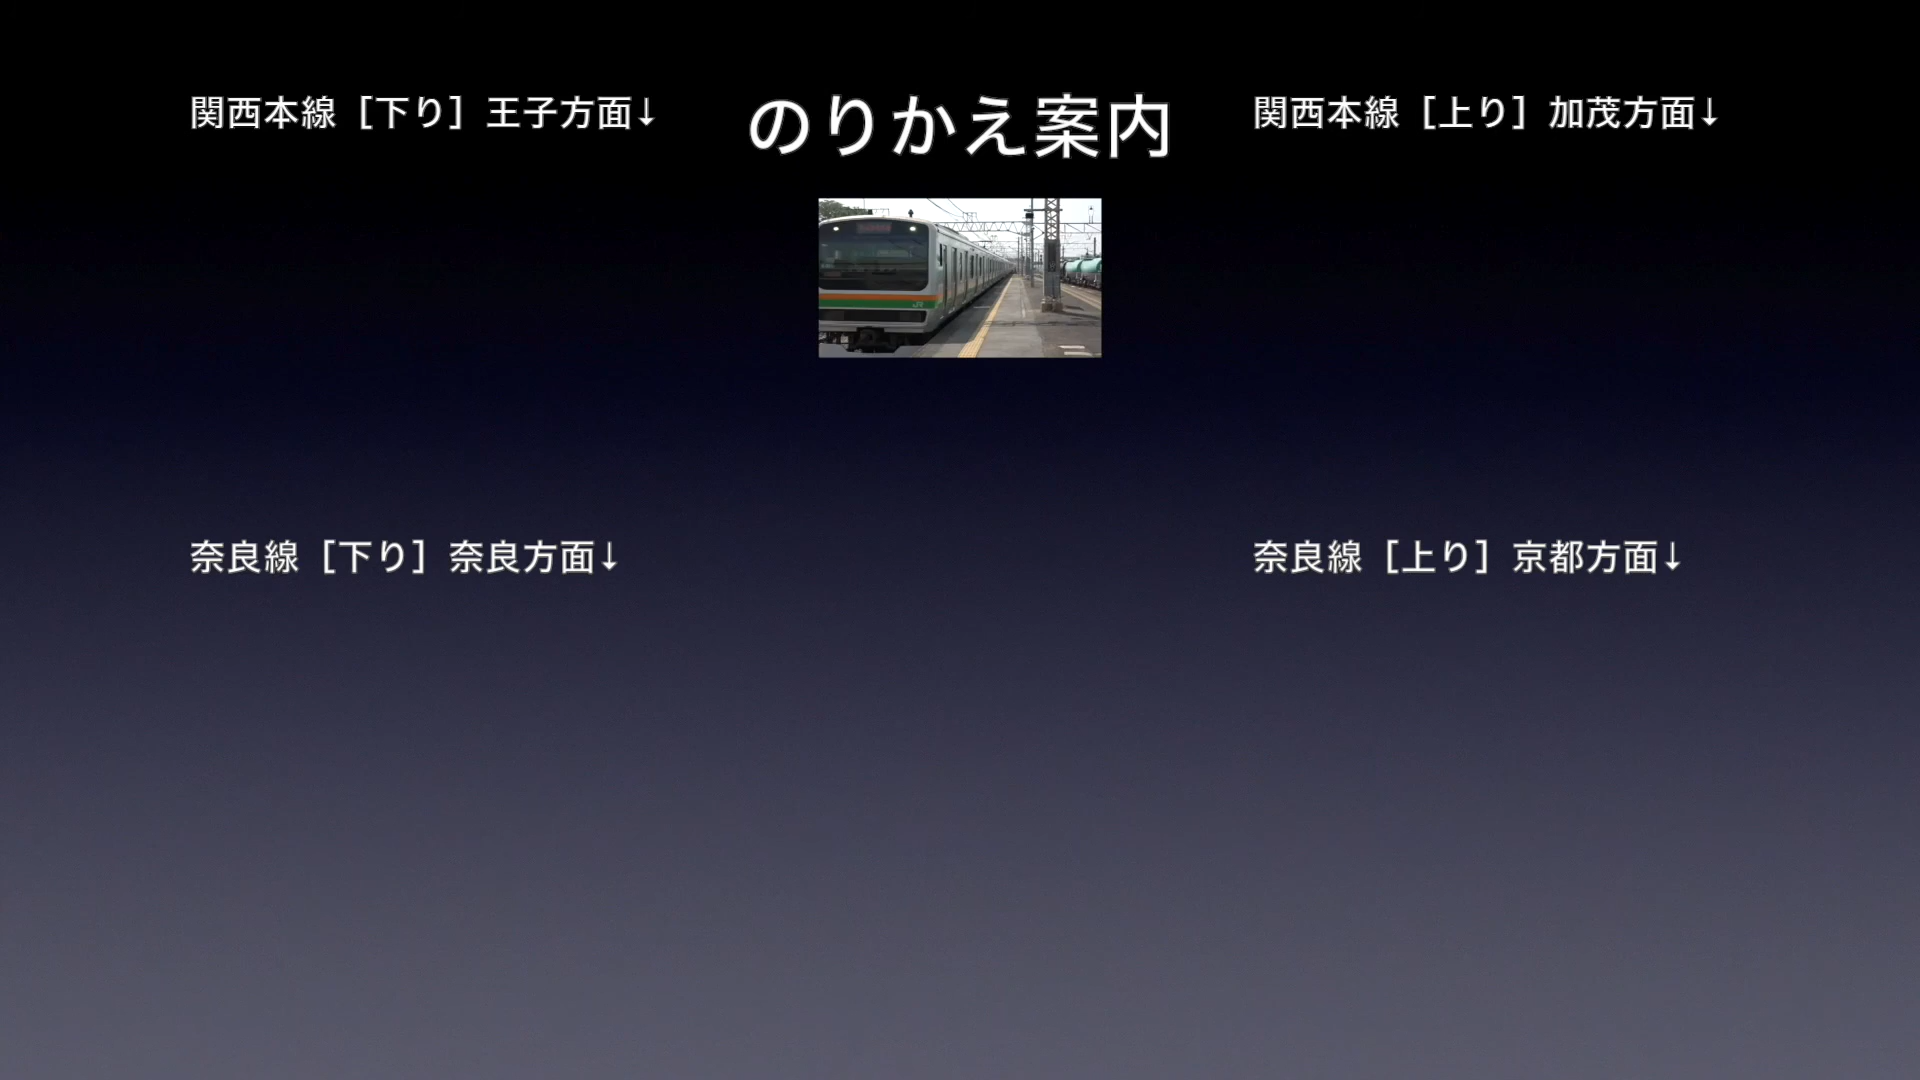 関西本線［下り］王子方面↓
のりかえ案内
関西本線［上り］加茂方面↓
JR
奈良線［下り］奈良方面↓
奈良線［上り］京都方面↓